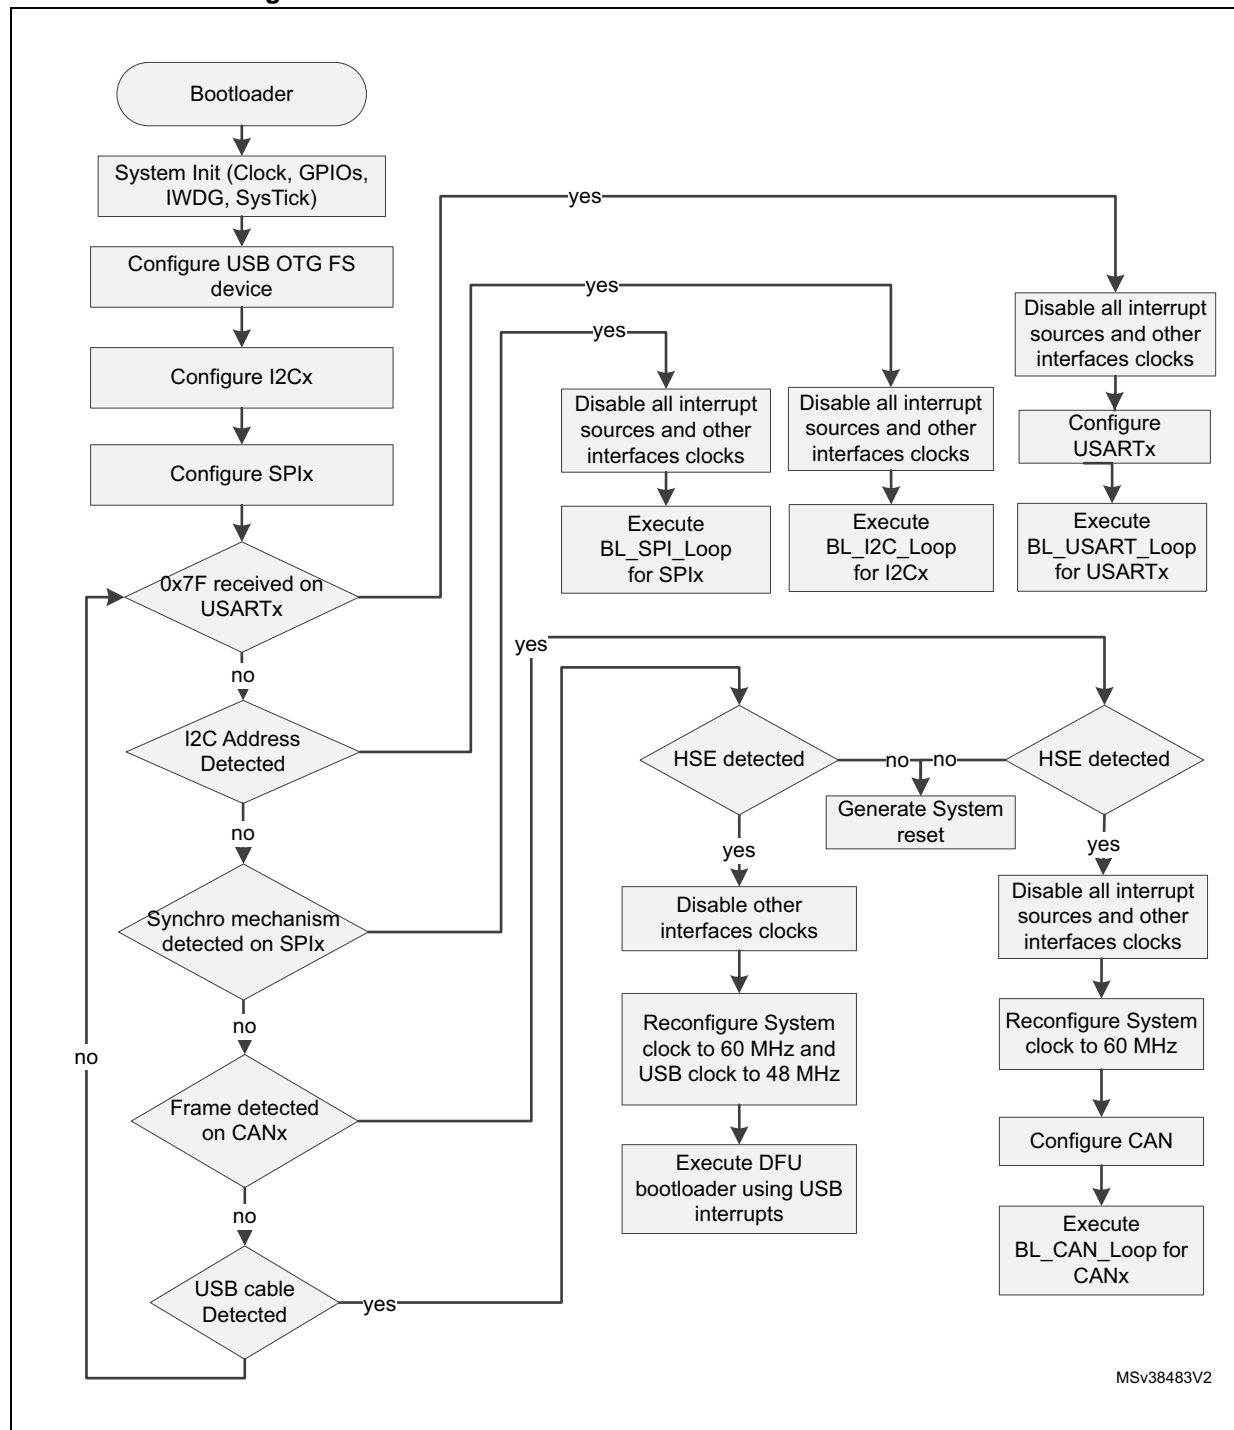 Bootloader
System Init (Clock, GPIOs,
IWDG, SysTick)
Configure USB OTG FS
device
Configure I2Cx
Configure SPIx
0x7F received on
USARTx
no
I2C Address
Detected
no
Synchro mechanism
detected on SPIx
no
Frame detected
on CANx
no
USB cable
Detected
no
yes
yes
yes
yes
yes
Disable all interrupt
sources and other
interfaces clocks
Execute
BL_SPI_Loop
for SPIx
Disable all interrupt
sources and other
interfaces clocks
Execute
BL_I2C_Loop
for I2Cx
Disable all interrupt
sources and other
interfaces clocks
Configure
USARTx
Execute
BL_USART_Loop
for USARTx
HSE detected
no
no
HSE detected
Generate System
reset
yes
Disable other
interfaces clocks
Reconfigure System
clock to 60 MHz and
USB clock to 48 MHz
Execute DFU
bootloader using USB
interrupts
yes
Disable all interrupt
sources and other
interfaces clocks
Reconfigure System
clock to 60 MHz
Configure CAN
Execute
BL_CAN_Loop for
CANx
MSv38483V2